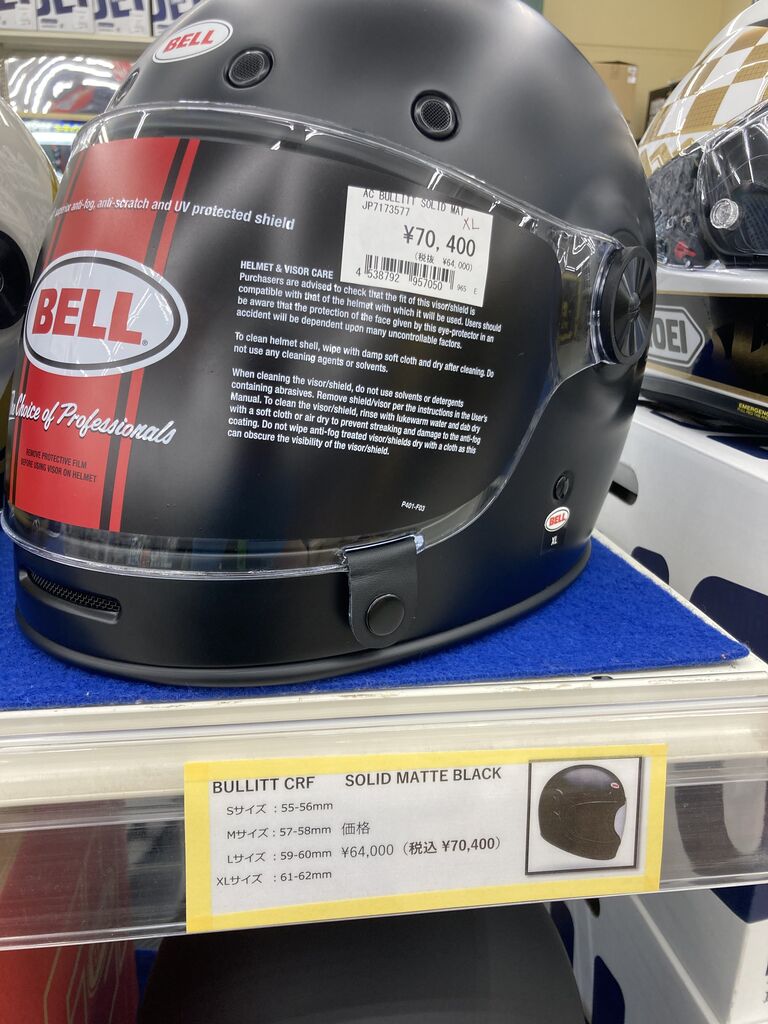 BELL
anti-fog, anti-scratch and UV protected shield
BELL
Choice of Professionals
REMOVE PROTECTIVE FILM
BEFORE USING VISOR ON HELMET
AC BULLITT SOLID MAT
JP7173577
XL
¥70,400
(税抜 ¥64,000)
4 538792 957050 965 E
HELMET & VISOR CARE
Purchasers are advised to check that the fit of this visor/shield is
compatible with that of the helmet with which it will be used. Users should
be aware that the protection of the face given by this eye-protector in an
accident will be dependent upon many uncontrollable factors.
To clean helmet shell, wipe with damp soft cloth and dry after cleaning. Do
not use any cleaning agents or solvents.
When cleaning the visor/shield, do not use solvents or detergents
containing abrasives. Remove shield/visor per the instructions in the User's
Manual. To clean the visor/shield, rinse with lukewarm water and dab dry
with a soft cloth or air dry to prevent streaking and damage to the anti-fog
coating. Do not wipe anti-fog treated visor/shields dry with a cloth as this
can obscure the visibility of the visor/shield.
P401-F03
BELL
XL
BULLITT CRF SOLID MATTE BLACK
Sサイズ ：55-56mm
Mサイズ：57-58mm 価格
Lサイズ ：59-60mm ¥64,000（税込 ¥70,400）
XLサイズ ：61-62mm